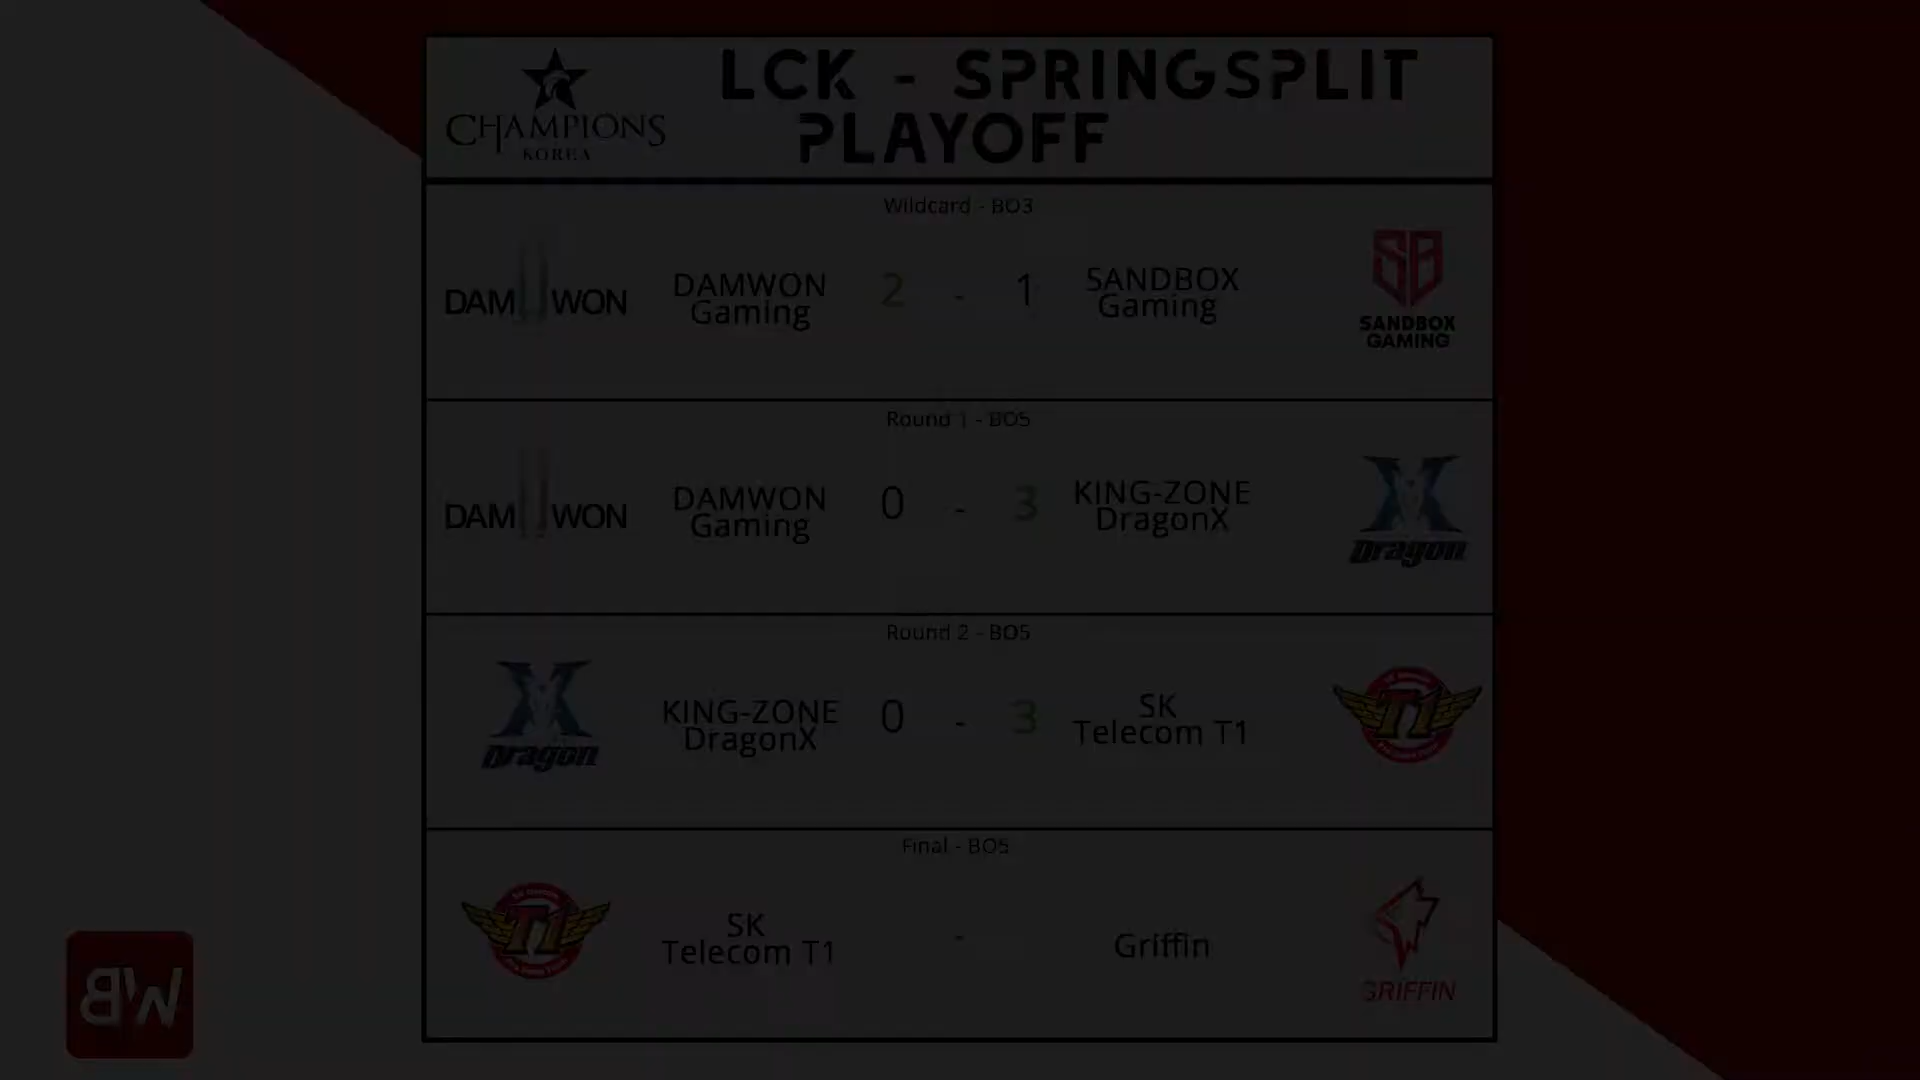 LCK - SPRINGSPLIT
PLAYOFF
CHAMPIONS
KOREA
Wildcard - BO3
DAMWON
DAMWON
Gaming
2 - 1
SANDBOX
Gaming
SANDBOX
GAMING
Round 1 - BO5
DAMWON
DAMWON
Gaming
0 - 3
KING-ZONE
DragonX
Dragon
Round 2 - BO5
Dragon
KING-ZONE
DragonX
0 - 3
SK
Telecom T1
T1
Final - BO5
T1
SK
Telecom T1
-
Griffin
GRIFFIN
BW